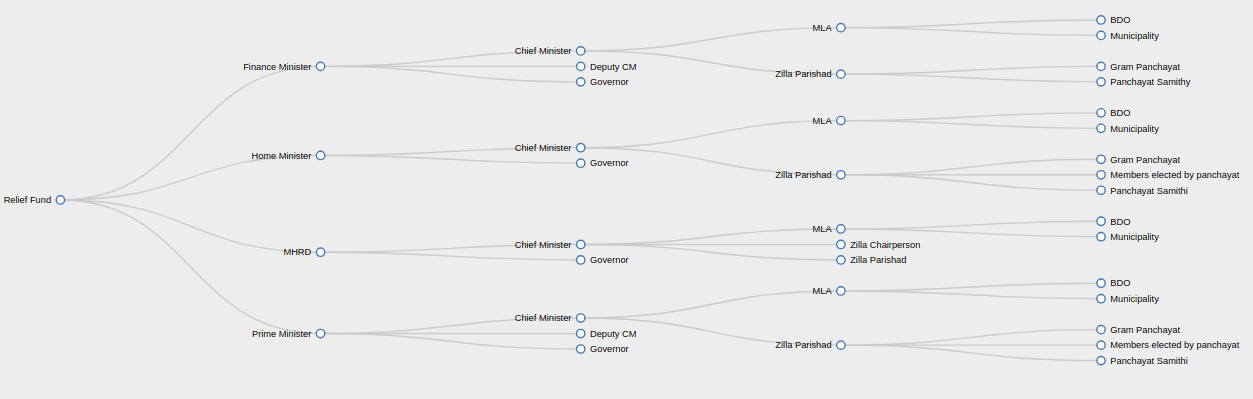 Relief Fund
Finance Minister
Chief Minister
MLA
BDO
Municipality
Zilla Parishad
Gram Panchayat
Panchayat Samithy
Deputy CM
Governor
Home Minister
Chief Minister
MLA
BDO
Municipality
Zilla Parishad
Gram Panchayat
Members elected by panchayat
Panchayat Samithi
Governor
MHRD
Chief Minister
MLA
BDO
Municipality
Zilla Chairperson
Zilla Parishad
Governor
Prime Minister
Chief Minister
MLA
BDO
Municipality
Zilla Parishad
Gram Panchayat
Members elected by panchayat
Panchayat Samithi
Deputy CM
Governor